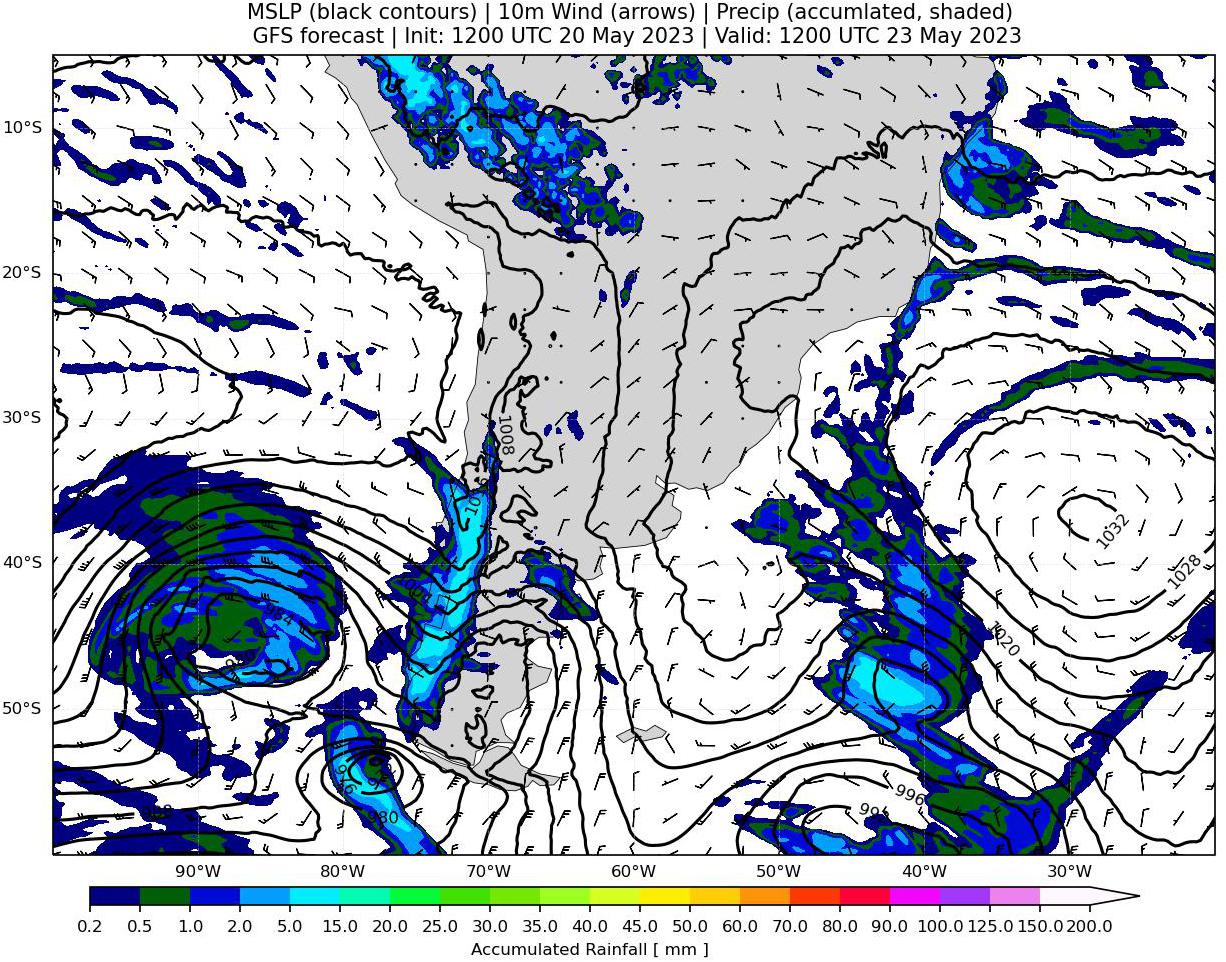 MSLP (black contours) | 10m Wind (arrows) | Precip (accumlated, shaded)
GFS forecast | Init: 1200 UTC 20 May 2023 | Valid: 1200 UTC 23 May 2023
10°S
20°S
30°S
1008
1032
40°S
1028
984
1020
50°S
976
996
980
90°W 80°W 70°W 60°W 50°W 40°W 30°W
0.2 0.5 1.0 2.0 5.0 10.0 15.0 20.0 25.0 30.0 35.0 40.0 45.0 50.0 60.0 70.0 80.0 90.0 100.0 125.0 150.0 200.0
Accumulated Rainfall [ mm ]